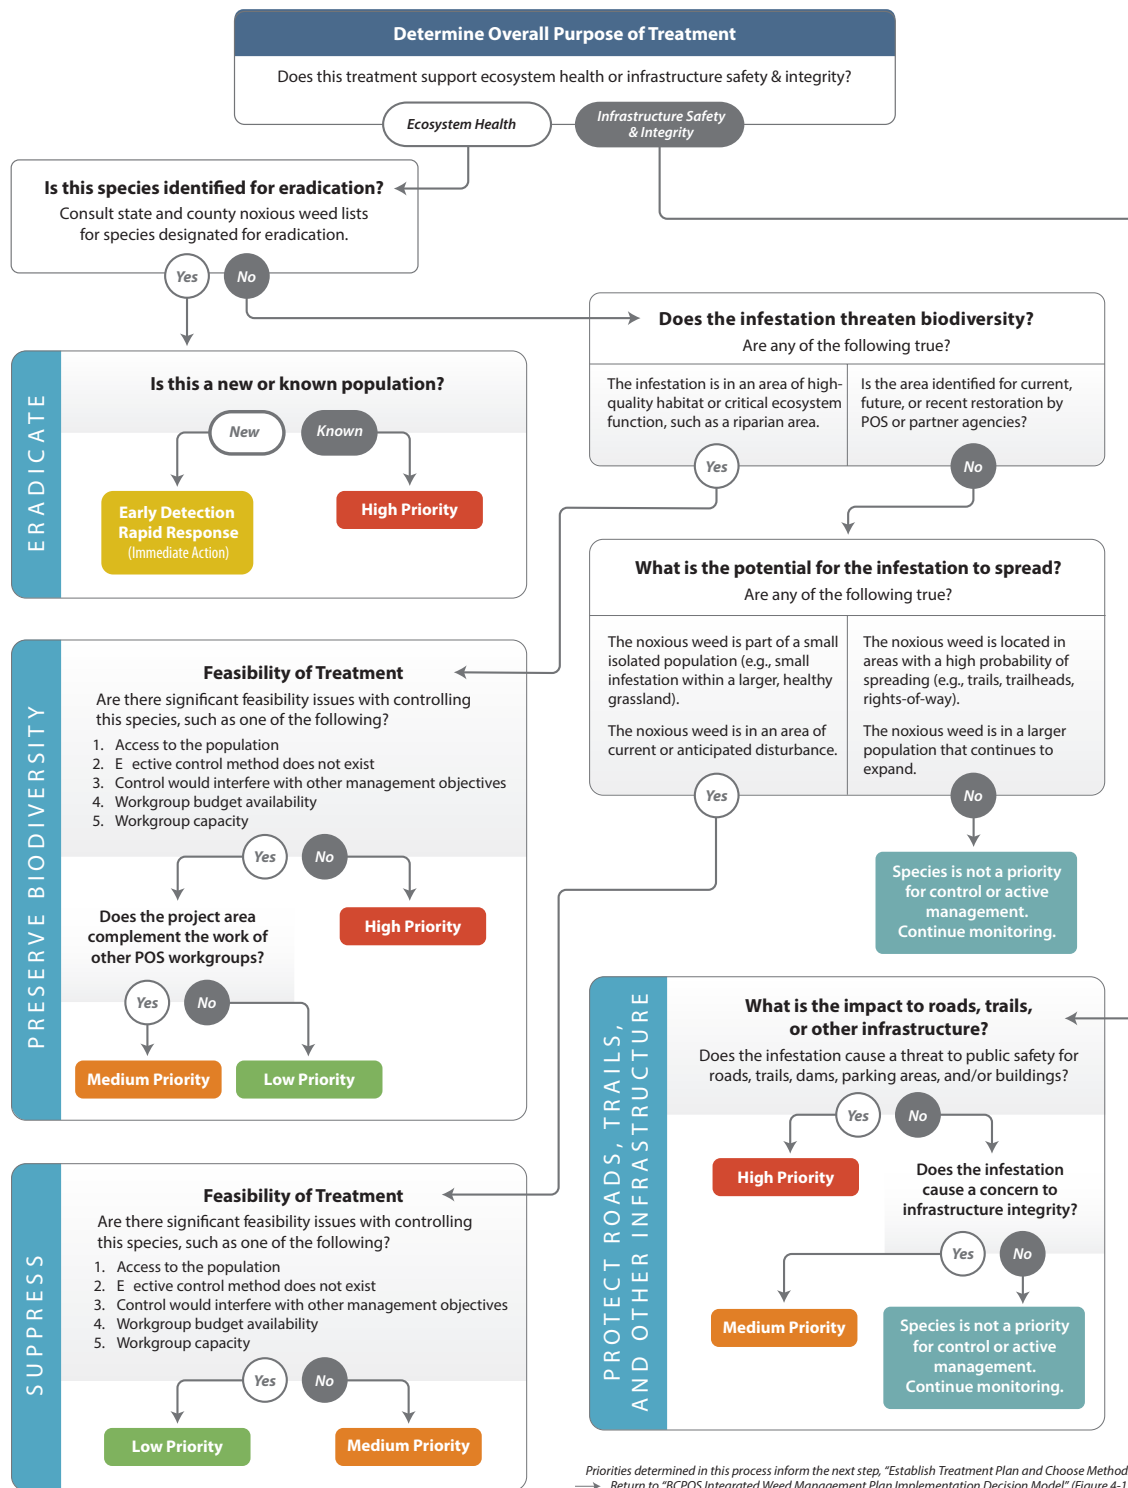 Determine Overall Purpose of Treatment
Does this treatment support ecosystem health or infrastructure safety & integrity?
Ecosystem Health
Infrastructure Safety
& Integrity
Is this species identified for eradication?
Consult state and county noxious weed lists
for species designated for eradication.
Yes
No
ERADICATE
Is this a new or known population?
New
Known
Early Detection
Rapid Response
(Immediate Action)
High Priority
Does the infestation threaten biodiversity?
Are any of the following true?
The infestation is in an area of high-
quality habitat or critical ecosystem
function, such as a riparian area.
Is the area identified for current,
future, or recent restoration by
POS or partner agencies?
Yes
No
What is the potential for the infestation to spread?
Are any of the following true?
The noxious weed is part of a small
isolated population (e.g., small
infestation within a larger, healthy
grassland).
The noxious weed is in an area of
current or anticipated disturbance.
The noxious weed is located in
areas with a high probability of
spreading (e.g., trails, trailheads,
rights-of-way).
The noxious weed is in a larger
population that continues to
expand.
Yes
No
Species is not a priority
for control or active
management.
Continue monitoring.
PRESERVE BIODIVERSITY
Feasibility of Treatment
Are there significant feasibility issues with controlling
this species, such as one of the following?
1. Access to the population
2. E ective control method does not exist
3. Control would interfere with other management objectives
4. Workgroup budget availability
5. Workgroup capacity
Yes
No
Does the project area
complement the work of
other POS workgroups?
High Priority
Yes
No
Medium Priority
Low Priority
SUPPRESS
Feasibility of Treatment
Are there significant feasibility issues with controlling
this species, such as one of the following?
1. Access to the population
2. E ective control method does not exist
3. Control would interfere with other management objectives
4. Workgroup budget availability
5. Workgroup capacity
Yes
No
Low Priority
Medium Priority
PROTECT ROADS, TRAILS,
AND OTHER INFRASTRUCTURE
What is the impact to roads, trails,
or other infrastructure?
Does the infestation cause a threat to public safety for
roads, trails, dams, parking areas, and/or buildings?
Yes
No
High Priority
Does the infestation
cause a concern to
infrastructure integrity?
Yes
No
Medium Priority
Species is not a priority
for control or active
management.
Continue monitoring.
Priorities determined in this process inform the next step, "Establish Treatment Plan and Choose Method
Return to "BCPOS Integrated Weed Management Plan Implementation Decision Model" (Figure 4-1